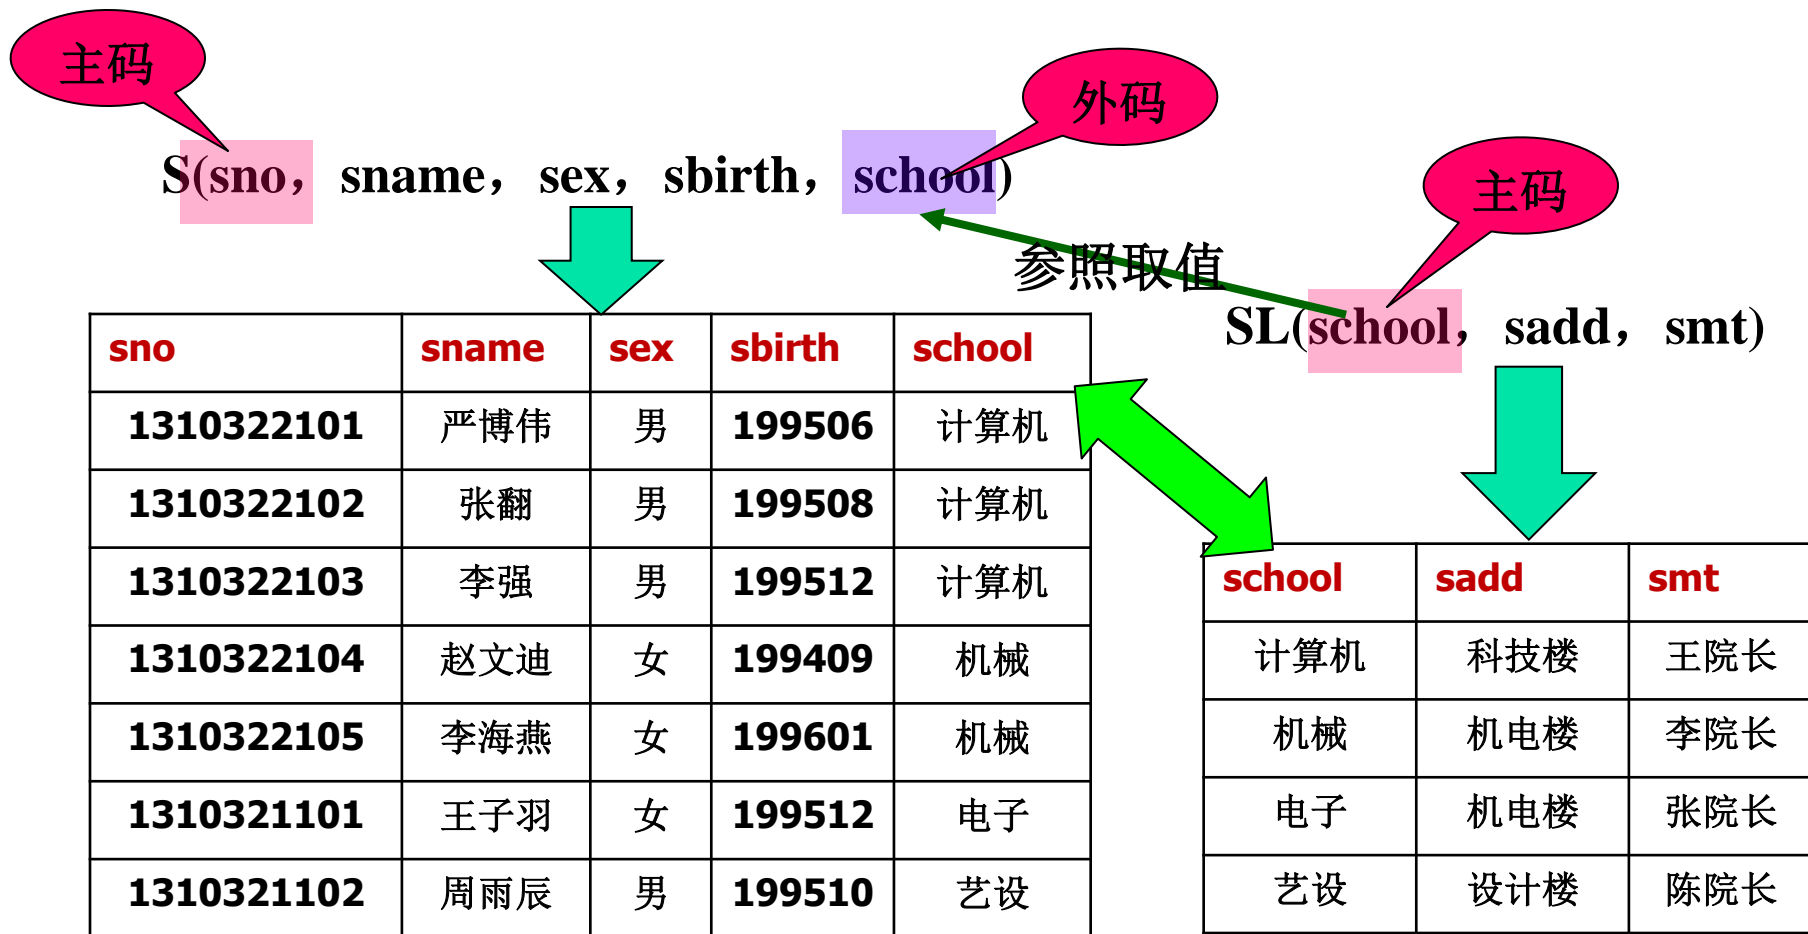 主码
外码
S(sno，sname，sex，sbirth，school)
主码
参照取值
SL(school，sadd，smt)
sno sname sex sbirth school
1310322101 严博伟 男 199506 计算机
1310322102 张翻 男 199508 计算机
1310322103 李强 男 199512 计算机
1310322104 赵文迪 女 199409 机械
1310322105 李海燕 女 199601 机械
1310321101 王子羽 女 199512 电子
1310321102 周雨辰 男 199510 艺设
school sadd smt
计算机 科技楼 王院长
机械 机电楼 李院长
电子 机电楼 张院长
艺设 设计楼 陈院长